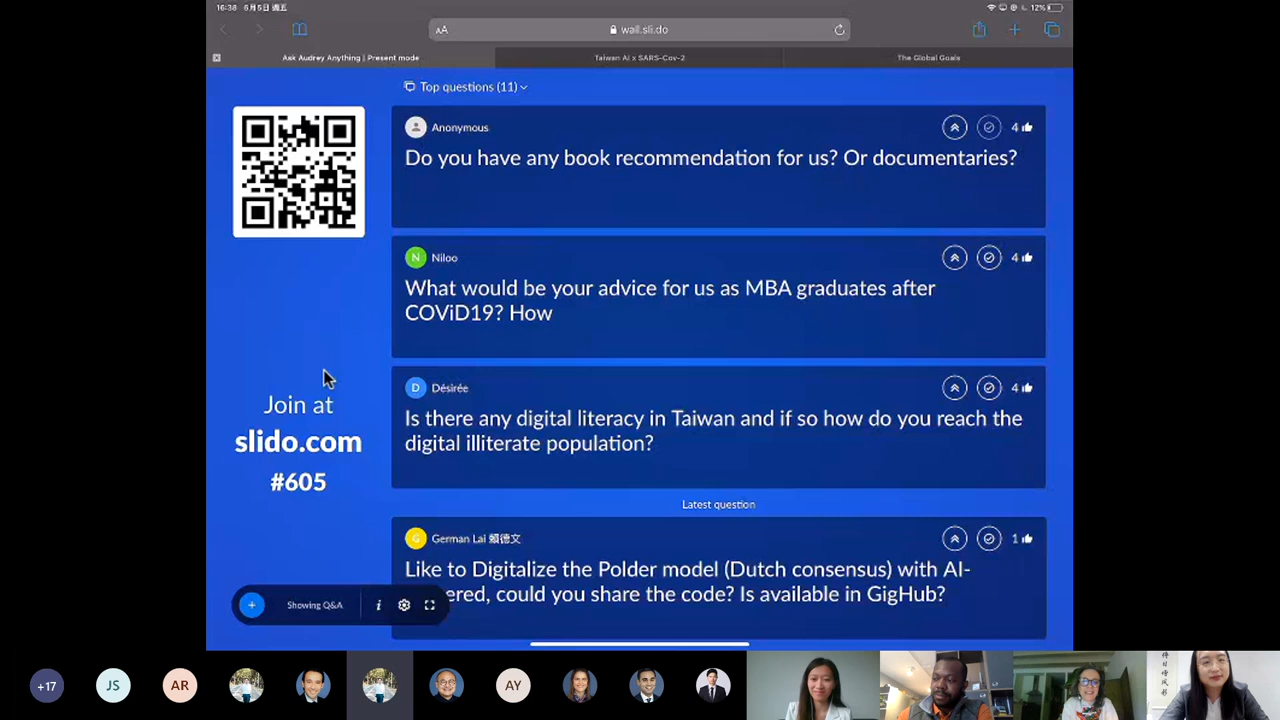 16:38 6月5日 週五
12%
AA
wall.sli.do
Ask Audrey Anything | Present mode
Taiwan AI x SARS-Cov-2
The Global Goals
Top questions (11)
Anonymous
4
Do you have any book recommendation for us? Or documentaries?
N
Niloo
4
What would be your advice for us as MBA graduates after
COViD19? How
D
Désirée
4
Is there any digital literacy in Taiwan and if so how do you reach the
digital illiterate population?
Join at
slido.com
#605
Latest question
G
German Lai 賴德文
1
Like to Digitalize the Polder model (Dutch consensus) with AI-
ered, could you share the code? Is available in GigHub?
Showing Q&A
+17
JS
AR
AY